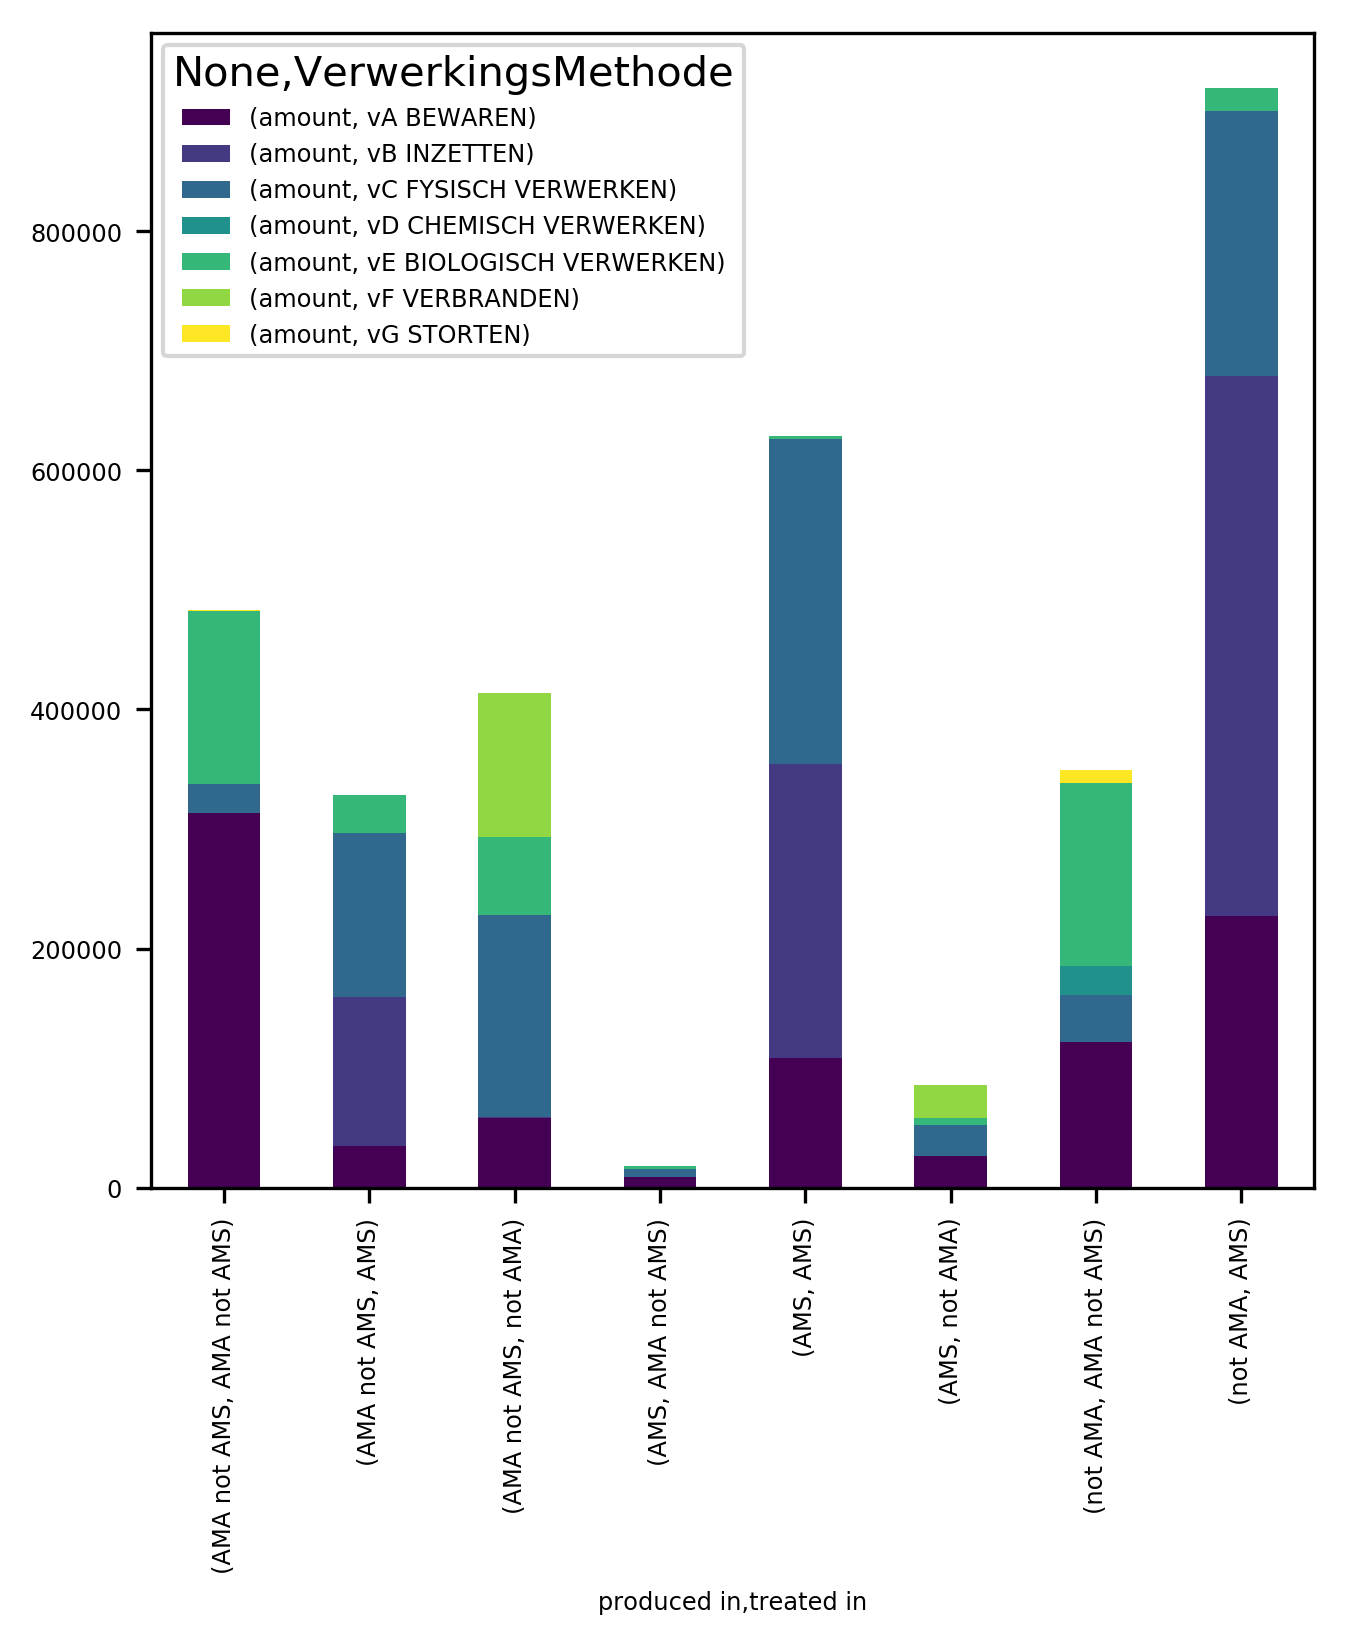 None,VerwerkingsMethode
(amount, vA BEWAREN)
(amount, vB INZETTEN)
(amount, vC FYSISCH VERWERKEN)
(amount, vD CHEMISCH VERWERKEN)
(amount, vE BIOLOGISCH VERWERKEN)
(amount, vF VERBRANDEN)
(amount, vG STORTEN)
800000
600000
400000
200000
0
(AMA not AMS, AMA not AMS)
(AMA not AMS, AMS)
(AMA not AMS, not AMA)
(AMS, AMA not AMS)
(AMS, AMS)
(AMS, not AMA)
(not AMA, AMA not AMS)
(not AMA, AMS)
produced in,treated in